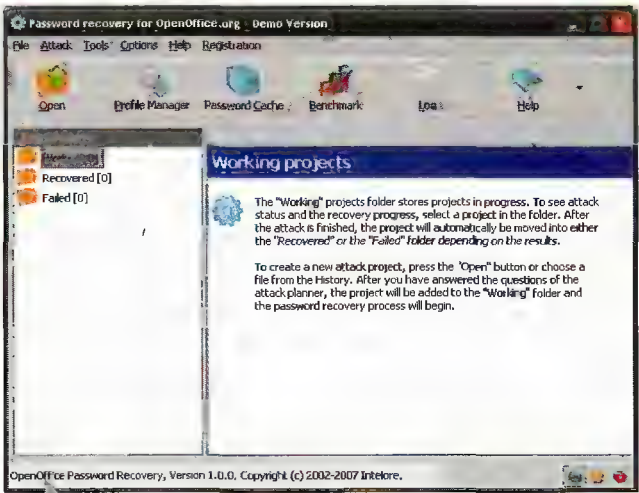 Password recovery for OpenOffice.org - Demo Version
File Attack Tools Options Help Registration
Open Profile Manager Password Cache Benchmark Log Help
Recovered [0]
Failed [0]
Working projects
The "Working" projects folder stores projects in progress. To see attack
status and the recovery progress, select a project in the folder. After
the attack is finished, the project will automatically be moved into either
the "Recovered" or the "Failed" folder depending on the results.
To create a new attack project, press the "Open" button or choose a
file from the History. After you have answered the questions of the
attack planner, the project will be added to the "Working" folder and
the password recovery process will begin.
OpenOffice Password Recovery, Version 1.0.0. Copyright (c) 2002-2007 Intelore.